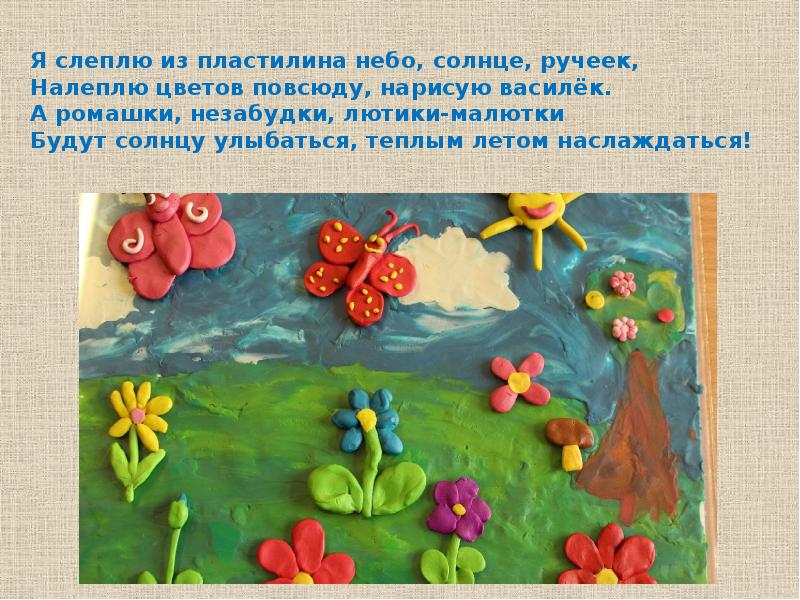 Я слеплю из пластилина небо, солнце, ручеек,
Налеплю цветов повсюду, нарисую василёк.
А ромашки, незабудки, лютики-малютки
Будут солнцу улыбаться, теплым летом наслаждаться!